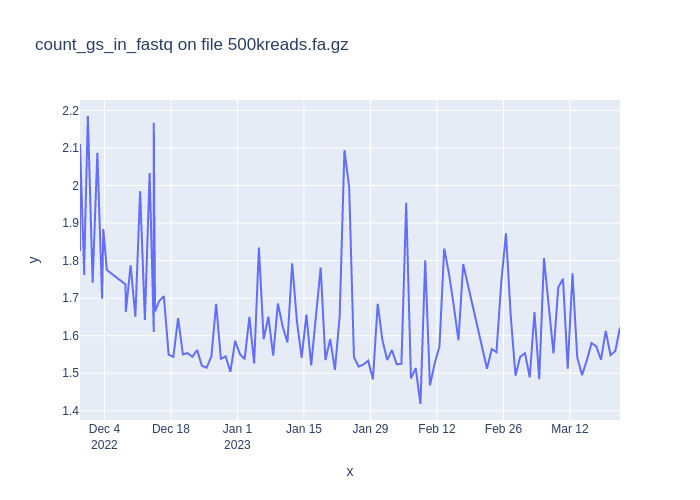 count_gs_in_fastq on file 500kreads.fa.gz
2.2
2.1
2
1.9
1.8
1.7
1.6
1.5
1.4
y
Dec 4 Dec 18 Jan 1 Jan 15 Jan 29 Feb 12 Feb 26 Mar 12
2022 2023
x